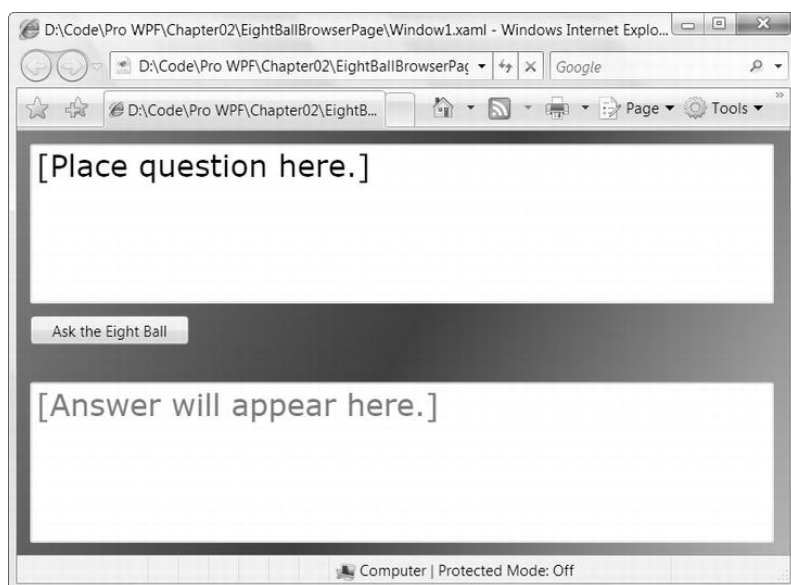 D:\Code\Pro WPF\Chapter02\EightBallBrowserPage\Window1.xaml - Windows Internet Explo...
D:\Code\Pro WPF\Chapter02\EightBallBrowserPag
Google
D:\Code\Pro WPF\Chapter02\EightB...
Page
Tools
[Place question here.]
Ask the Eight Ball
[Answer will appear here.]
Computer | Protected Mode: Off